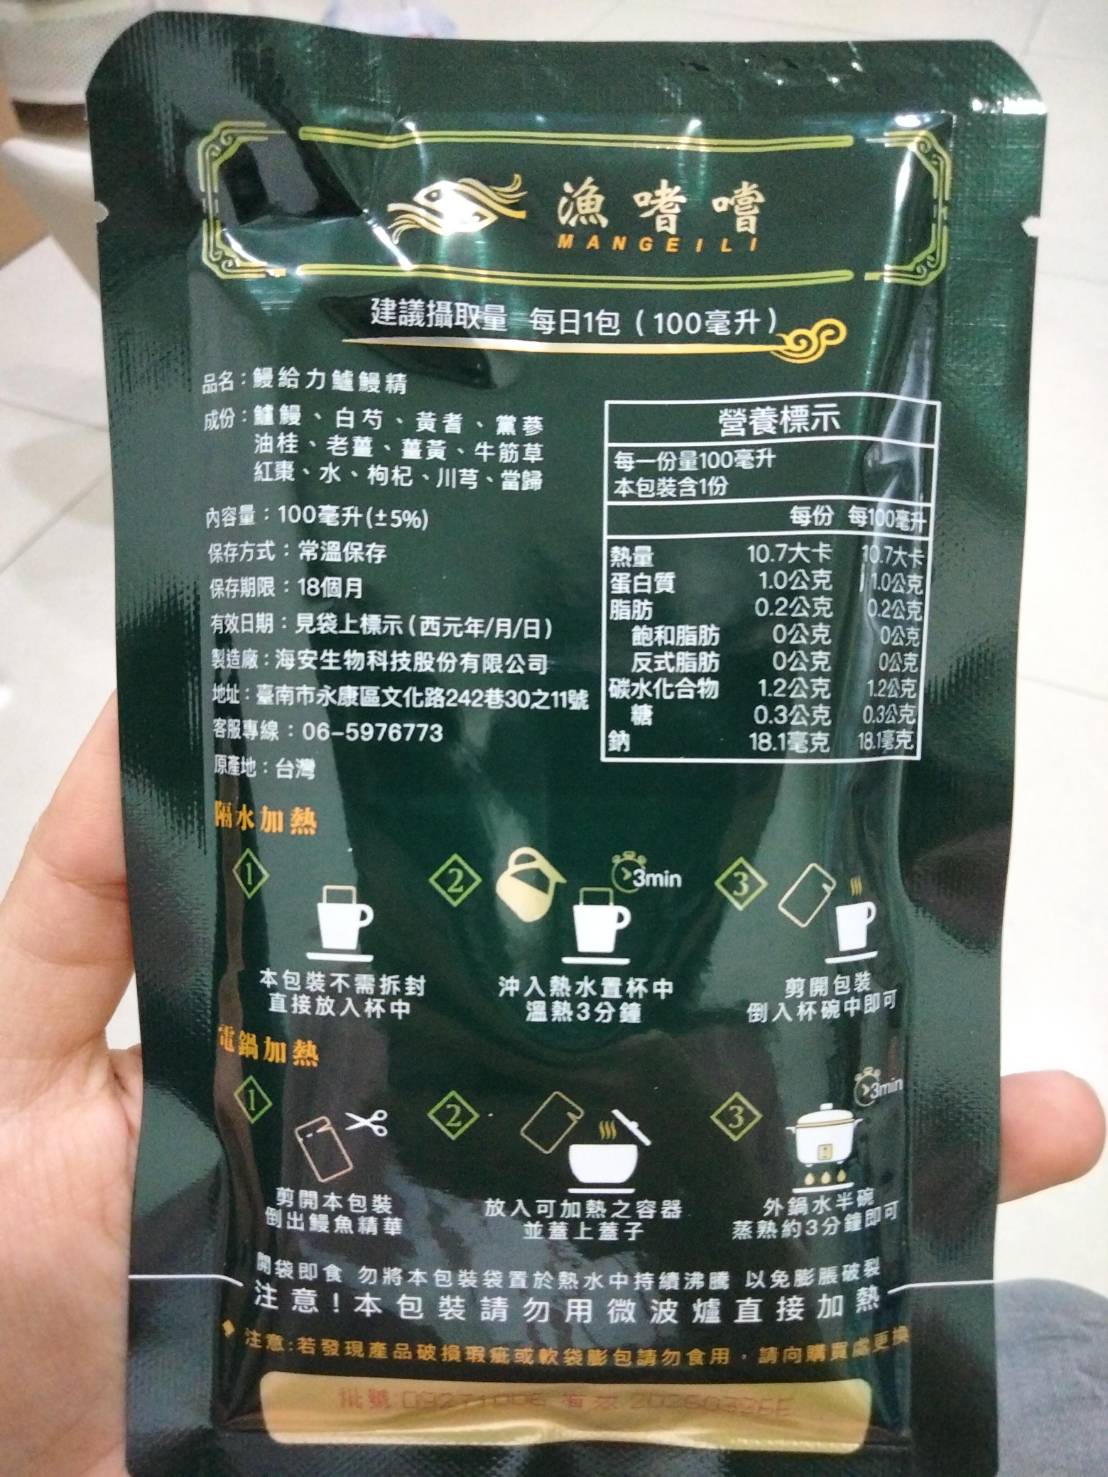 漁嗜嚐
MANGEILI
建議攝取量 每日1包(100毫升)
品名:鰻給力鱸鰻精
成份:鱸鰻、白芍、黃耆、黨蔘
油桂、老薑、薑黃、牛筋草
紅棗、水、枸杞、川芎、當歸
內容量:100毫升(±5%)
保存方式:常溫保存
保存期限:18個月
有效日期:見袋上標示(西元年/月/日)
製造廠:海安生物科技股份有限公司
地址:臺南市永康區文化路242巷30之11號
客服專線:06-5976773
原產地:台灣
營養標示
每一份量100毫升
本包裝含1份
每份 每100毫升
熱量 10.7大卡 10.7大卡
蛋白質 1.0公克 1.0公克
脂肪 0.2公克 0.2公克
飽和脂肪 0公克 0公克
反式脂肪 0公克 0公克
碳水化合物 1.2公克 1.2公克
糖 0.3公克 0.3公克
鈉 18.1毫克 18.1毫克
隔水加熱
1 2 3min 3
本包裝不需拆封
直接放入杯中
沖入熱水置杯中
溫熱3分鐘
剪開包裝
倒入杯碗中即可
電鍋加熱
1 2 3 3min
剪開本包裝
倒出鰻魚精華
放入可加熱之容器
並蓋上蓋子
外鍋水半碗
蒸熱約3分鐘即可
開袋即食 勿將本包裝袋置於熱水中持續沸騰 以免膨脹破裂
注意!本包裝請勿用微波爐直接加熱
注意:若發現產品破損瑕疵或軟袋膨包請勿食用,請向購買處更換
批號